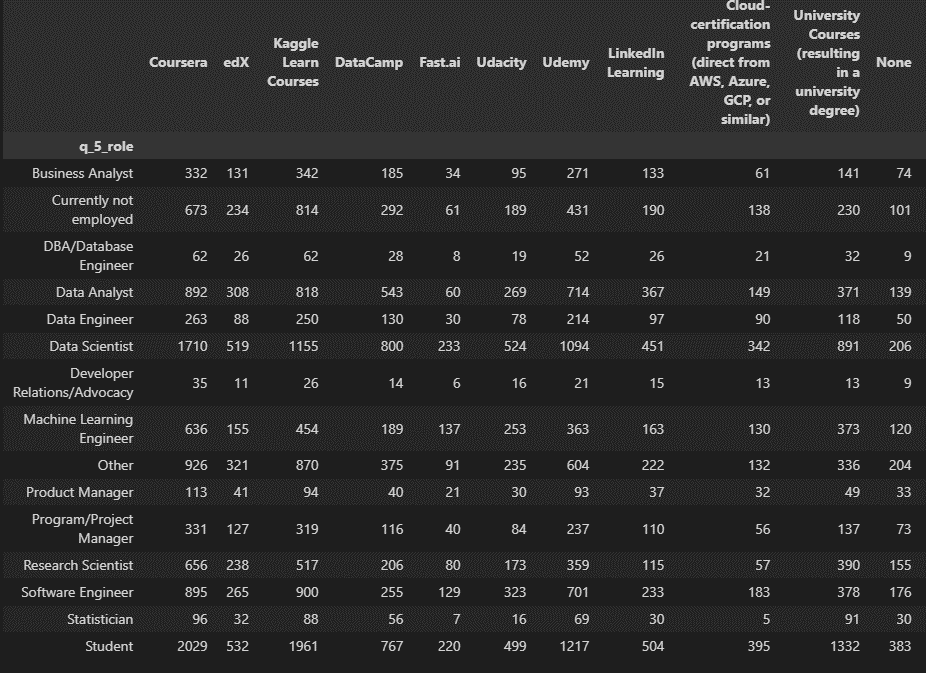 Coursera edX Kaggle Learn Courses DataCamp Fast.ai Udacity Udemy LinkedIn Learning Cloud-certification programs (direct from AWS, Azure, GCP, or similar) University Courses (resulting in a university degree) None
q_5_role
Business Analyst 332 131 342 185 34 95 271 133 61 141 74
Currently not employed 673 234 814 292 61 189 431 190 138 230 101
DBA/Database Engineer 62 26 62 28 8 19 52 26 21 32 9
Data Analyst 892 308 818 543 60 269 714 367 149 371 139
Data Engineer 263 88 250 130 30 78 214 97 90 118 50
Data Scientist 1710 519 1155 800 233 524 1094 451 342 891 206
Developer Relations/Advocacy 35 11 26 14 6 16 21 15 13 13 9
Machine Learning Engineer 636 155 454 189 137 253 363 163 130 373 120
Other 926 321 870 375 91 235 604 222 132 336 204
Product Manager 113 41 94 40 21 30 93 37 32 49 33
Program/Project Manager 331 127 319 116 40 84 237 110 56 137 73
Research Scientist 656 238 517 206 80 173 359 115 57 390 155
Software Engineer 895 265 900 255 129 323 701 233 183 378 176
Statistician 96 32 88 56 7 16 69 30 5 91 30
Student 2029 532 1961 767 220 499 1217 504 395 1332 383